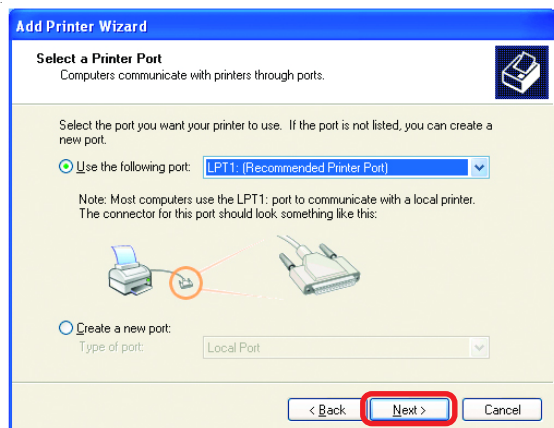 Add Printer Wizard
Select a Printer Port
Computers communicate with printers through ports.
Select the port you want your printer to use. If the port is not listed, you can create a
new port.
Use the following port: LPT1: (Recommended Printer Port)
Note: Most computers use the LPT1: port to communicate with a local printer.
The connector for this port should look something like this:
Create a new port:
Type of port: Local Port
< Back Next > Cancel